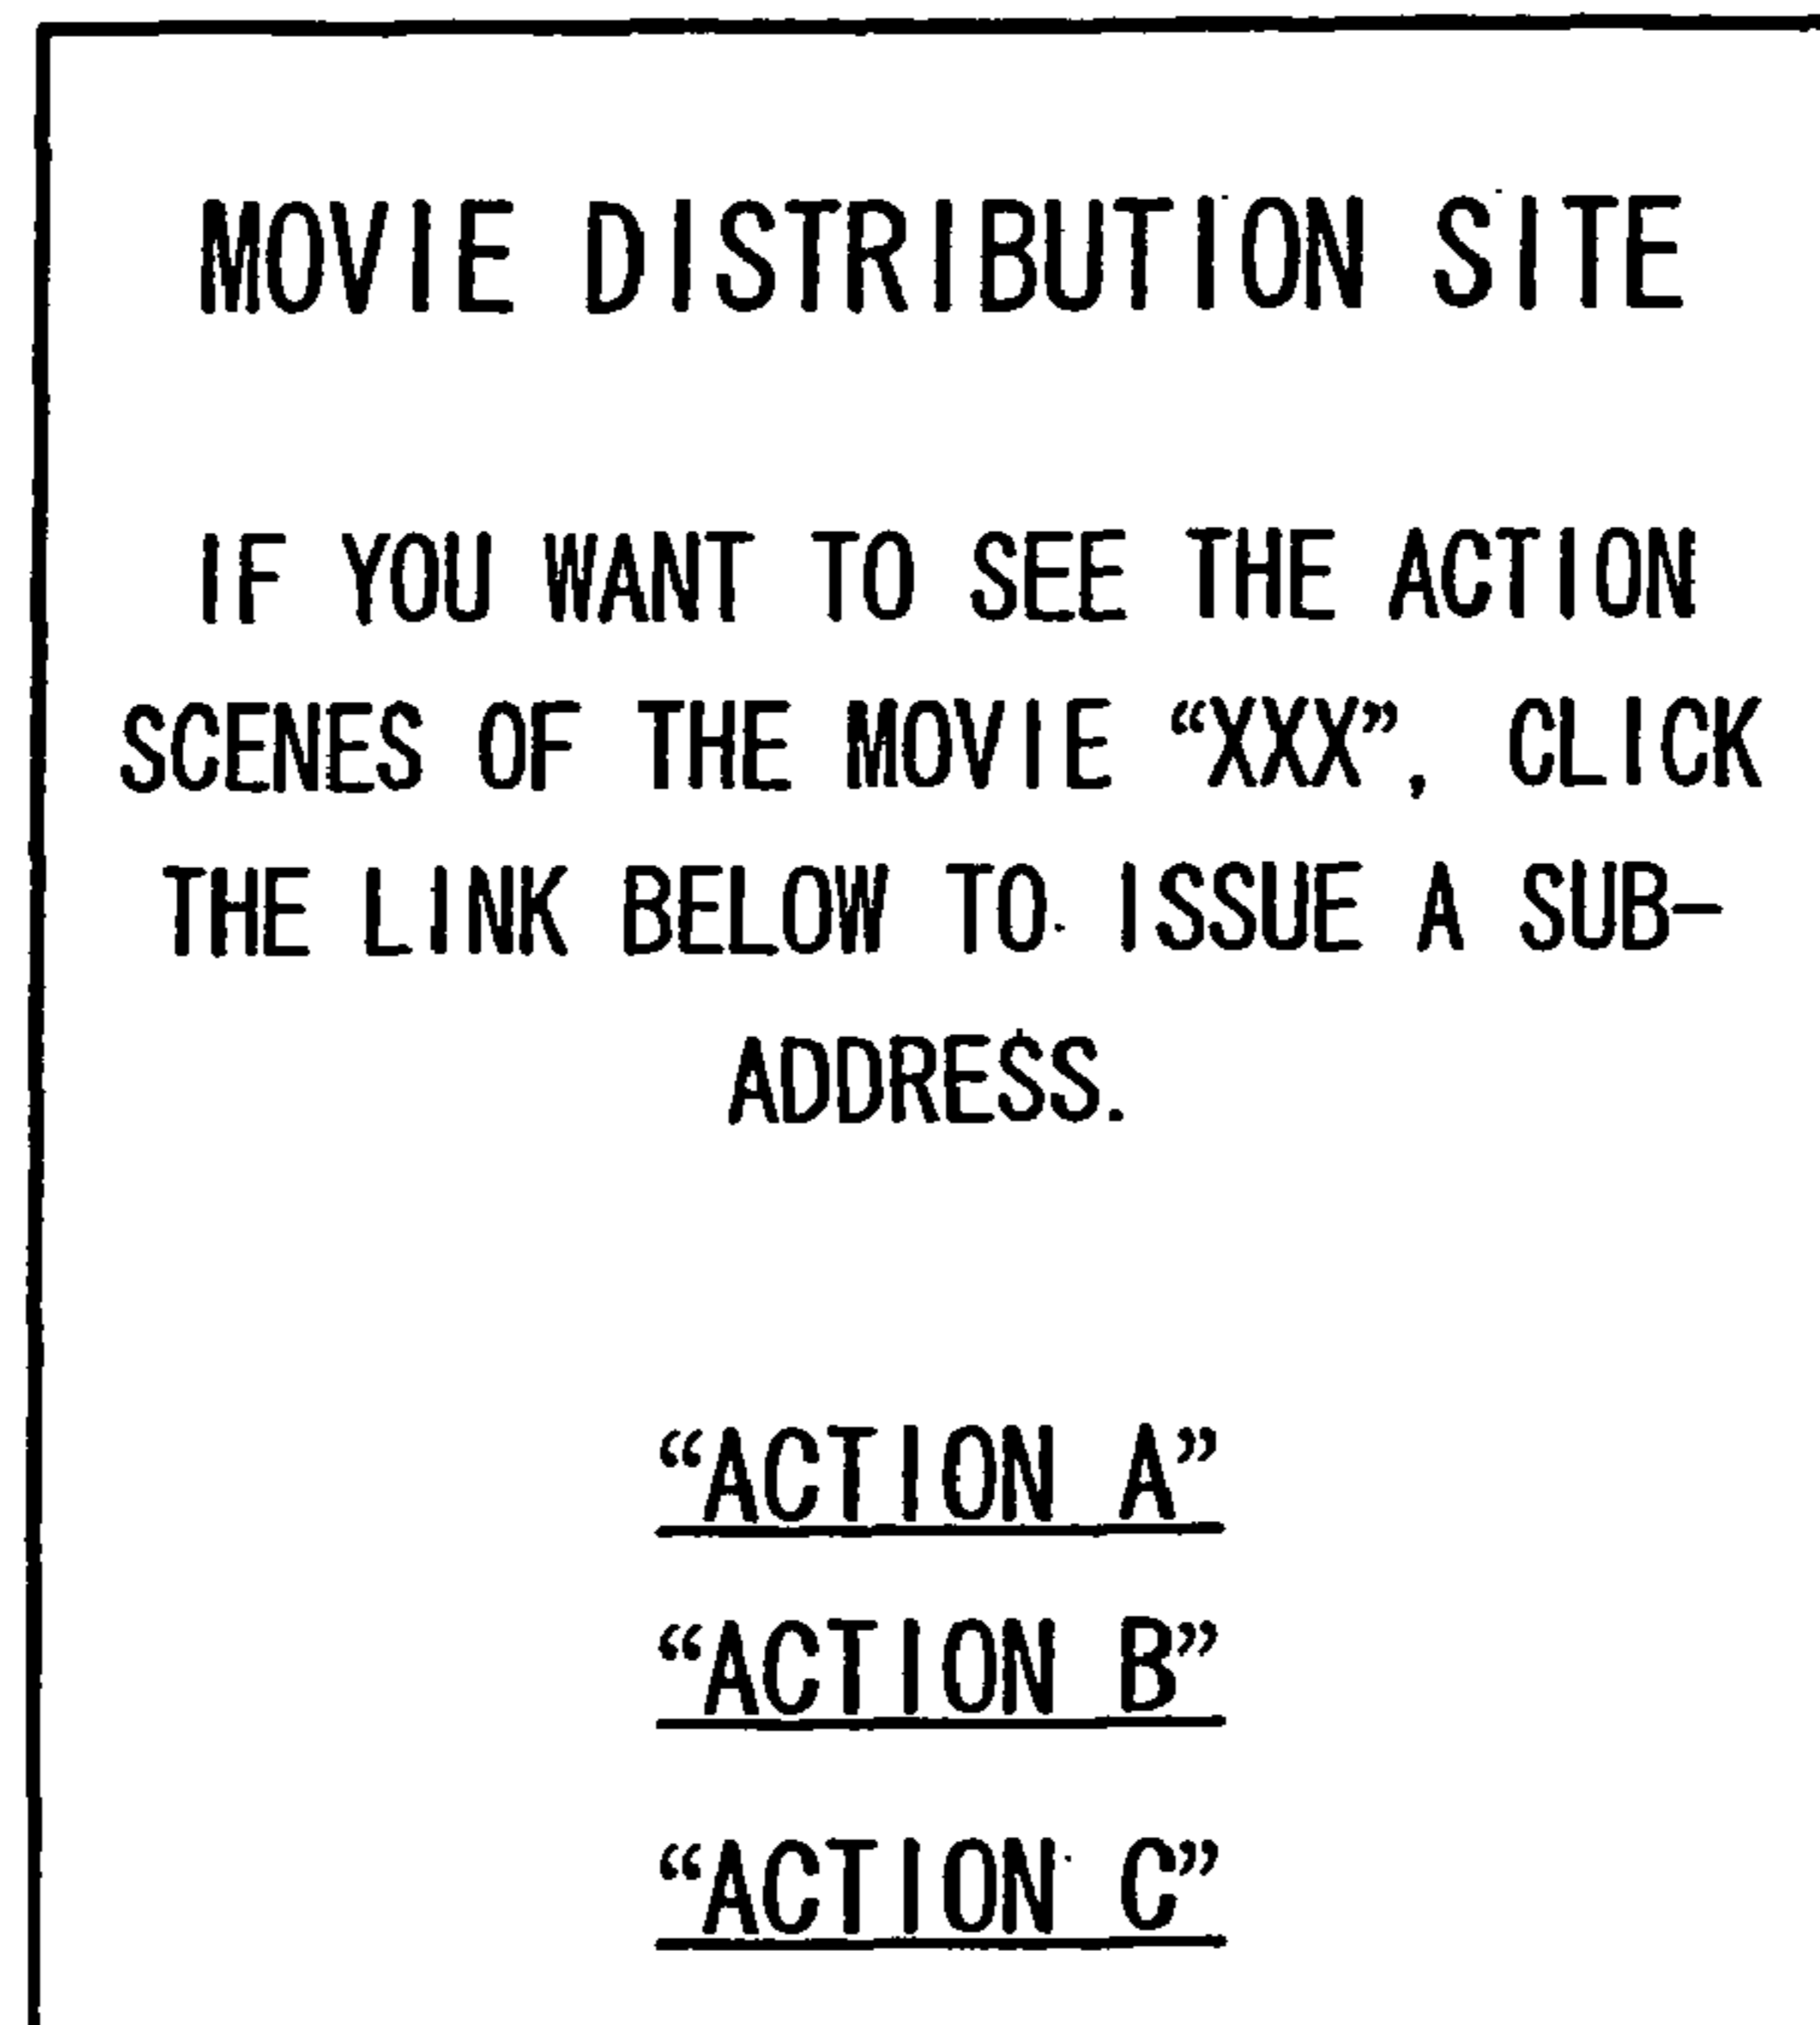 MOVIE DISTRIBUTION SITE
IF YOU WANT TO SEE THE ACTION
SCENES OF THE MOVIE “XXX”, CLICK
THE LINK BELOW TO ISSUE A SUB-
ADDRESS.
“ACTION A”
“ACTION B”
“ACTION C”